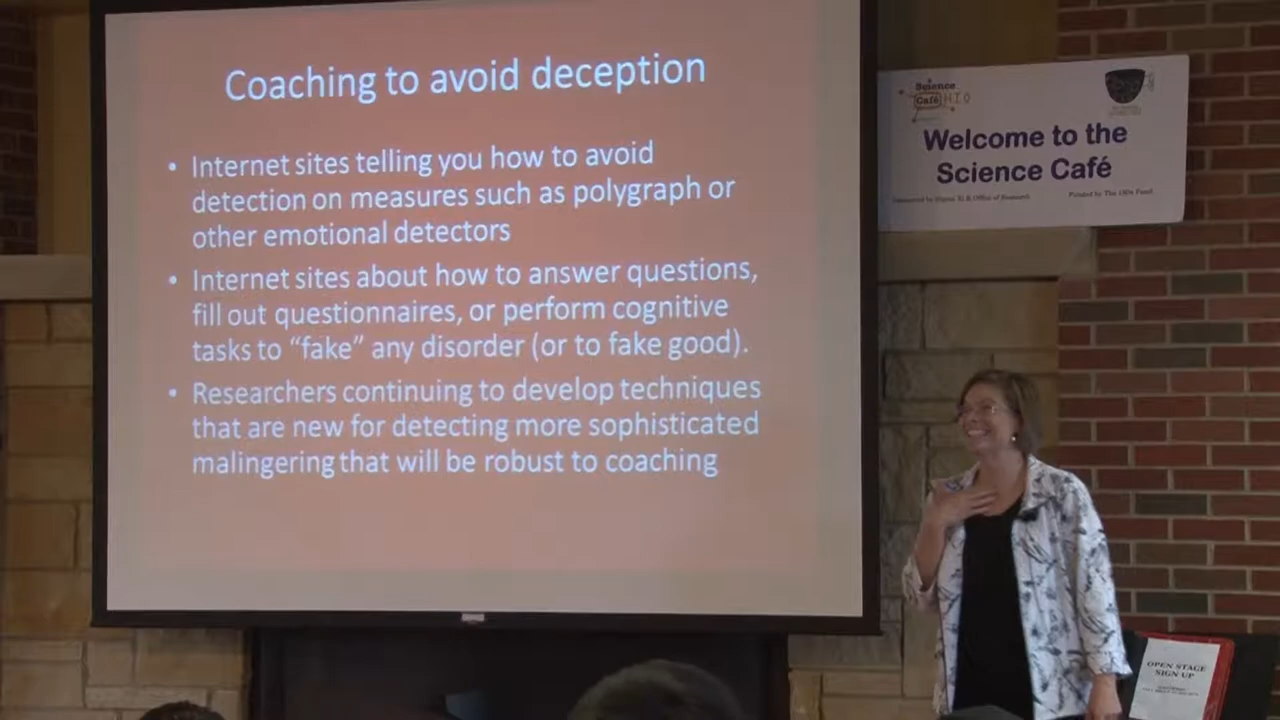 Coaching to avoid deception
• Internet sites telling you how to avoid
detection on measures such as polygraph or
other emotional detectors
• Internet sites about how to answer questions,
fill out questionnaires, or perform cognitive
tasks to “fake” any disorder (or to fake good).
• Researchers continuing to develop techniques
that are new for detecting more sophisticated
malingering that will be robust to coaching
Science
Café
Welcome to the
Science Café
OPEN STAGE
SIGN UP